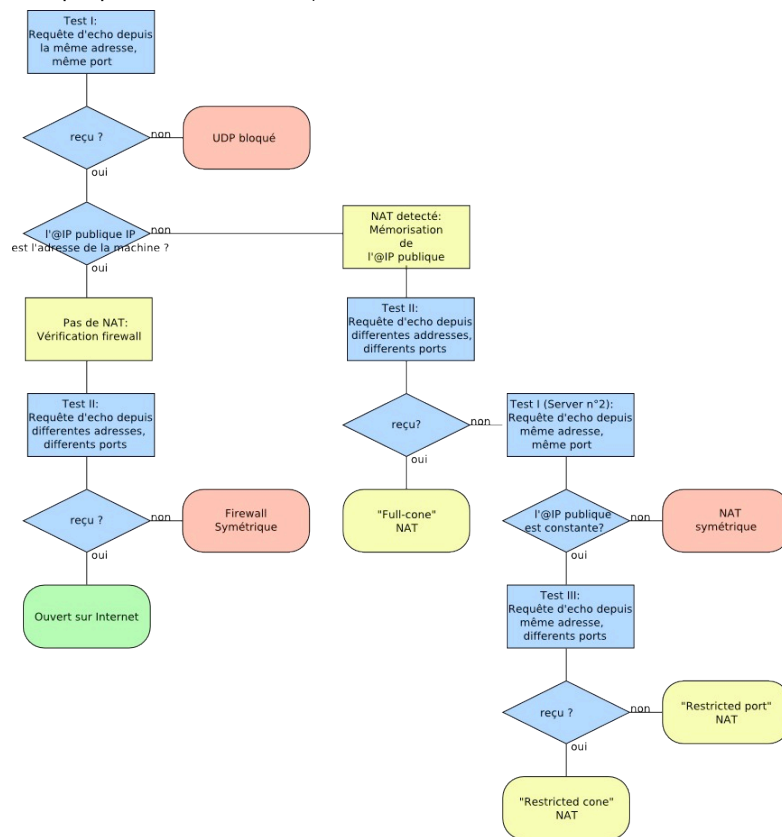 Test I:
Requête d'echo depuis
la même adresse,
même port
reçu ?
non
UDP bloqué
oui
l'@IP publique IP
est l'adresse de la machine ?
non
NAT detecté:
Mémorisation
de
l'@IP publique
oui
Pas de NAT:
Vérification firewall
Test II:
Requête d'echo depuis
differentes addresses,
differents ports
Test II:
Requête d'echo depuis
differentes adresses,
differents ports
reçu?
non
Test I (Server n°2):
Requête d'echo depuis
même adresse,
même port
oui
reçu ?
non
Firewall
Symétrique
"Full-cone"
NAT
l'@IP publique
est constante?
non
NAT
symétrique
oui
oui
Ouvert sur Internet
Test III:
Requête d'echo depuis
même adresse,
differents ports
reçu ?
non
"Restricted port"
NAT
oui
"Restricted cone"
NAT